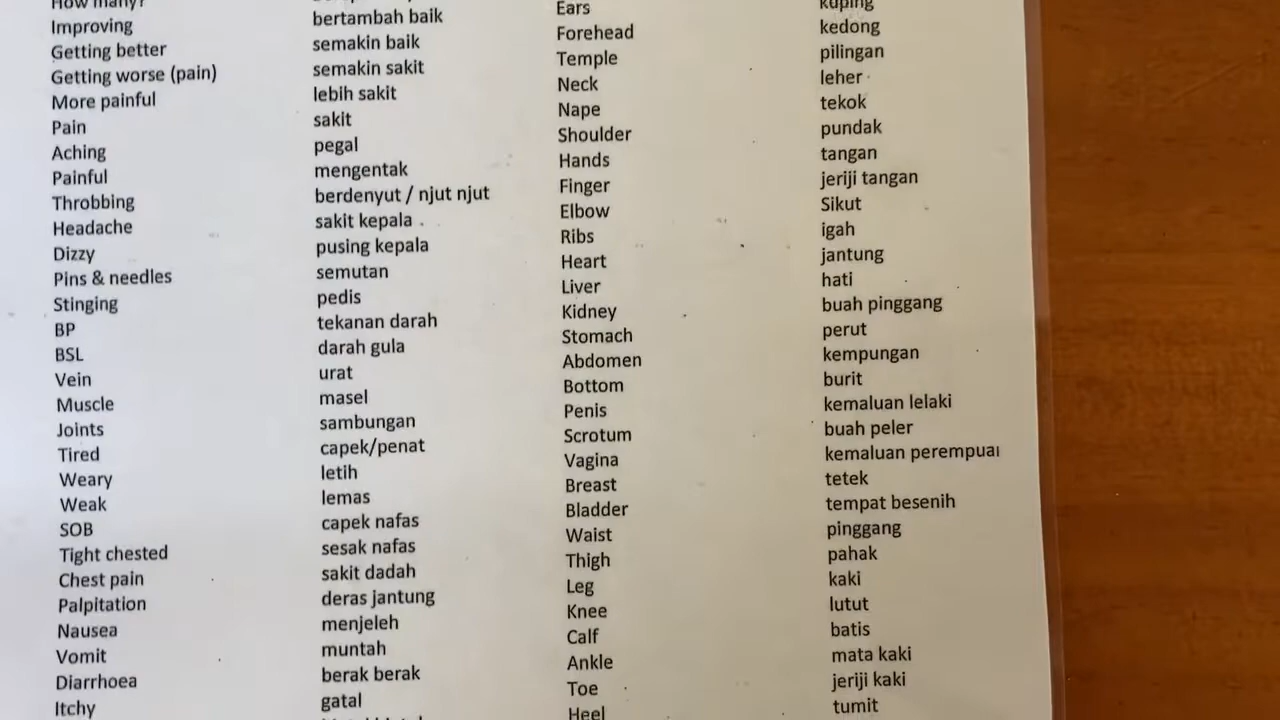 How many?
Improving bertambah baik
Getting better semakin baik
Getting worse (pain) semakin sakit
More painful lebih sakit
Pain sakit
Aching pegal
Painful mengentak
Throbbing berdenyut / njut njut
Headache sakit kepala
Dizzy pusing kepala
Pins & needles semutan
Stinging pedis
BP tekanan darah
BSL darah gula
Vein urat
Muscle masel
Joints sambungan
Tired capek/penat
Weary letih
Weak lemas
SOB capek nafas
Tight chested sesak nafas
Chest pain sakit dadah
Palpitation deras jantung
Nausea menjeleh
Vomit muntah
Diarrhoea berak berak
Itchy gatal
Ears kuping
Forehead kedong
Temple pilingan
Neck leher
Nape tekok
Shoulder pundak
Hands tangan
Finger jeriji tangan
Elbow Sikut
Ribs igah
Heart jantung
Liver hati
Kidney buah pinggang
Stomach perut
Abdomen kempungan
Bottom burit
Penis kemaluan lelaki
Scrotum buah peler
Vagina kemaluan perempuan
Breast tetek
Bladder tempat besenih
Waist pinggang
Thigh pahak
Leg kaki
Knee lutut
Calf batis
Ankle mata kaki
Toe jeriji kaki
Heel tumit